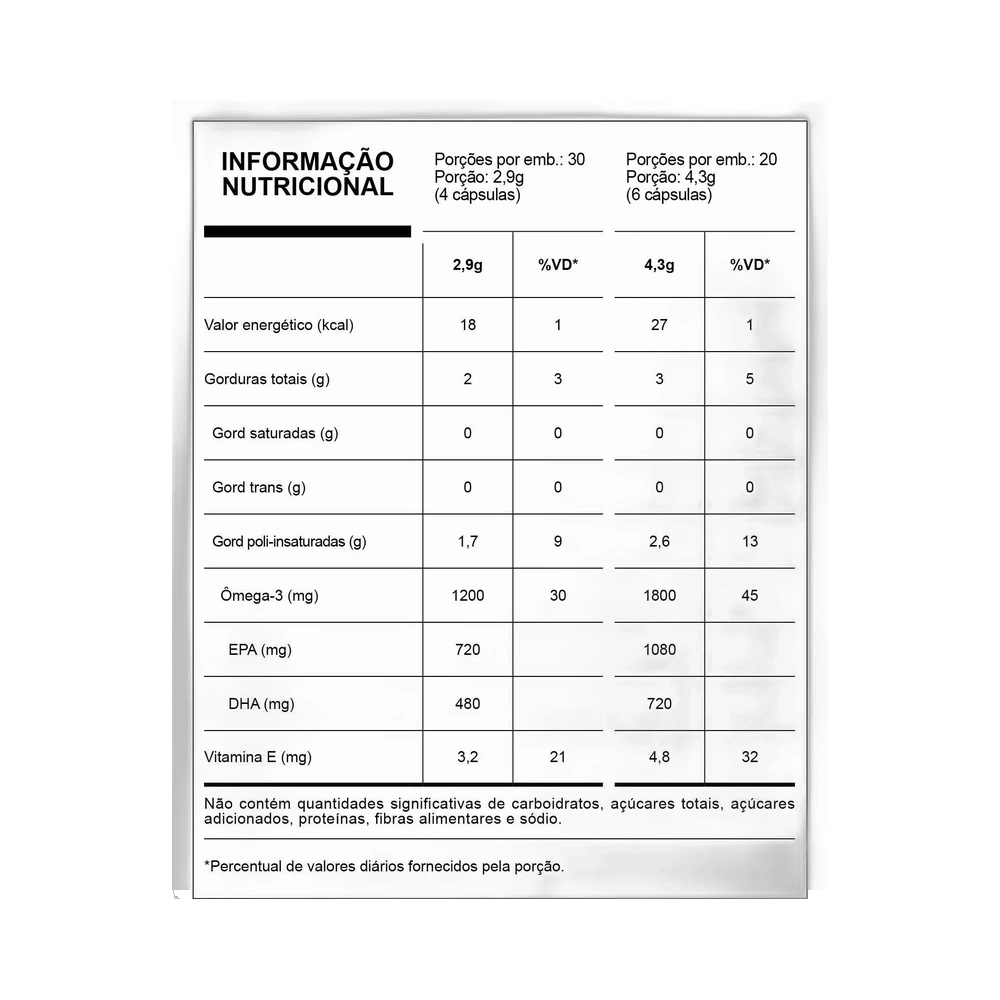 INFORMAÇÃO
NUTRICIONAL
Porções por emb.: 30
Porção: 2,9g
(4 cápsulas)
Porções por emb.: 20
Porção: 4,3g
(6 cápsulas)
2,9g %VD* 4,3g %VD*
Valor energético (kcal) 18 1 27 1
Gorduras totais (g) 2 3 3 5
Gord saturadas (g) 0 0 0 0
Gord trans (g) 0 0 0 0
Gord poli-insaturadas (g) 1,7 9 2,6 13
Ômega-3 (mg) 1200 30 1800 45
EPA (mg) 720 1080
DHA (mg) 480 720
Vitamina E (mg) 3,2 21 4,8 32
Não contém quantidades significativas de carboidratos, açúcares totais, açúcares
adicionados, proteínas, fibras alimentares e sódio.
*Percentual de valores diários fornecidos pela porção.